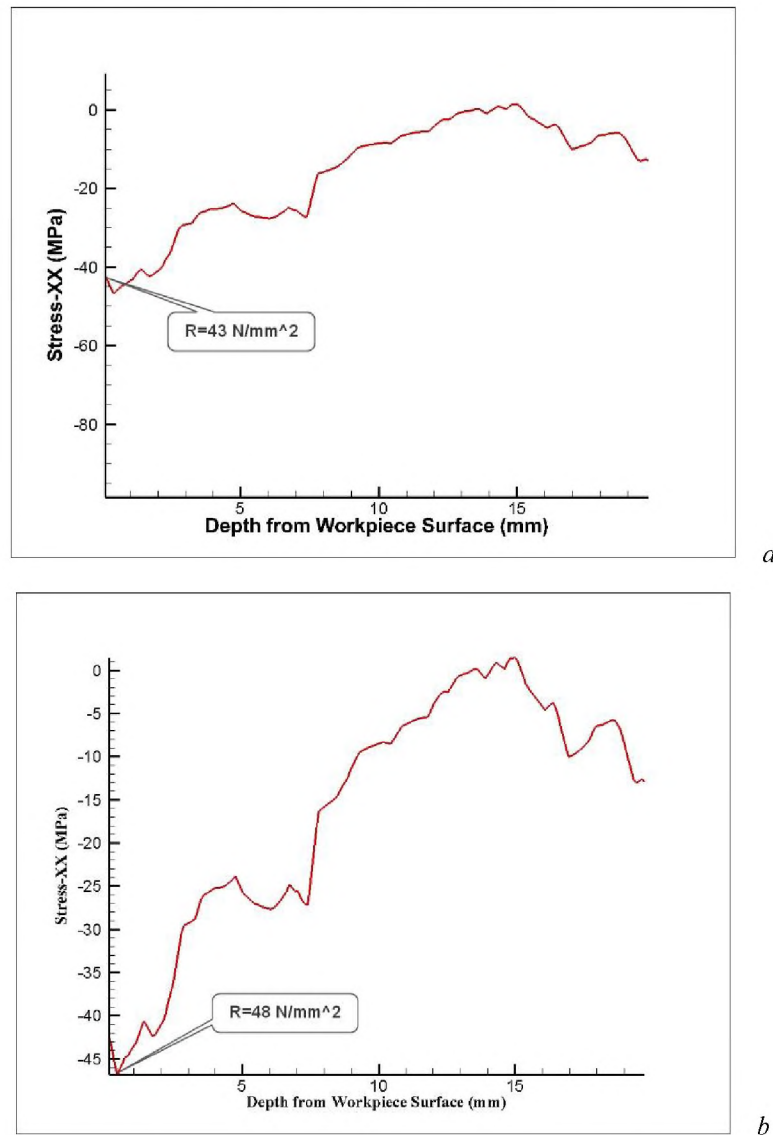 0
-20
-40
-60
-80
Stress-XX (MPa)
R=43 N/mm^2
5 10 15
Depth from Workpiece Surface (mm)
a
0
-5
-10
-15
-20
-25
-30
-35
-40
-45
Stress-XX (MPa)
R=48 N/mm^2
5 10 15
Depth from Workpiece Surface (mm)
b